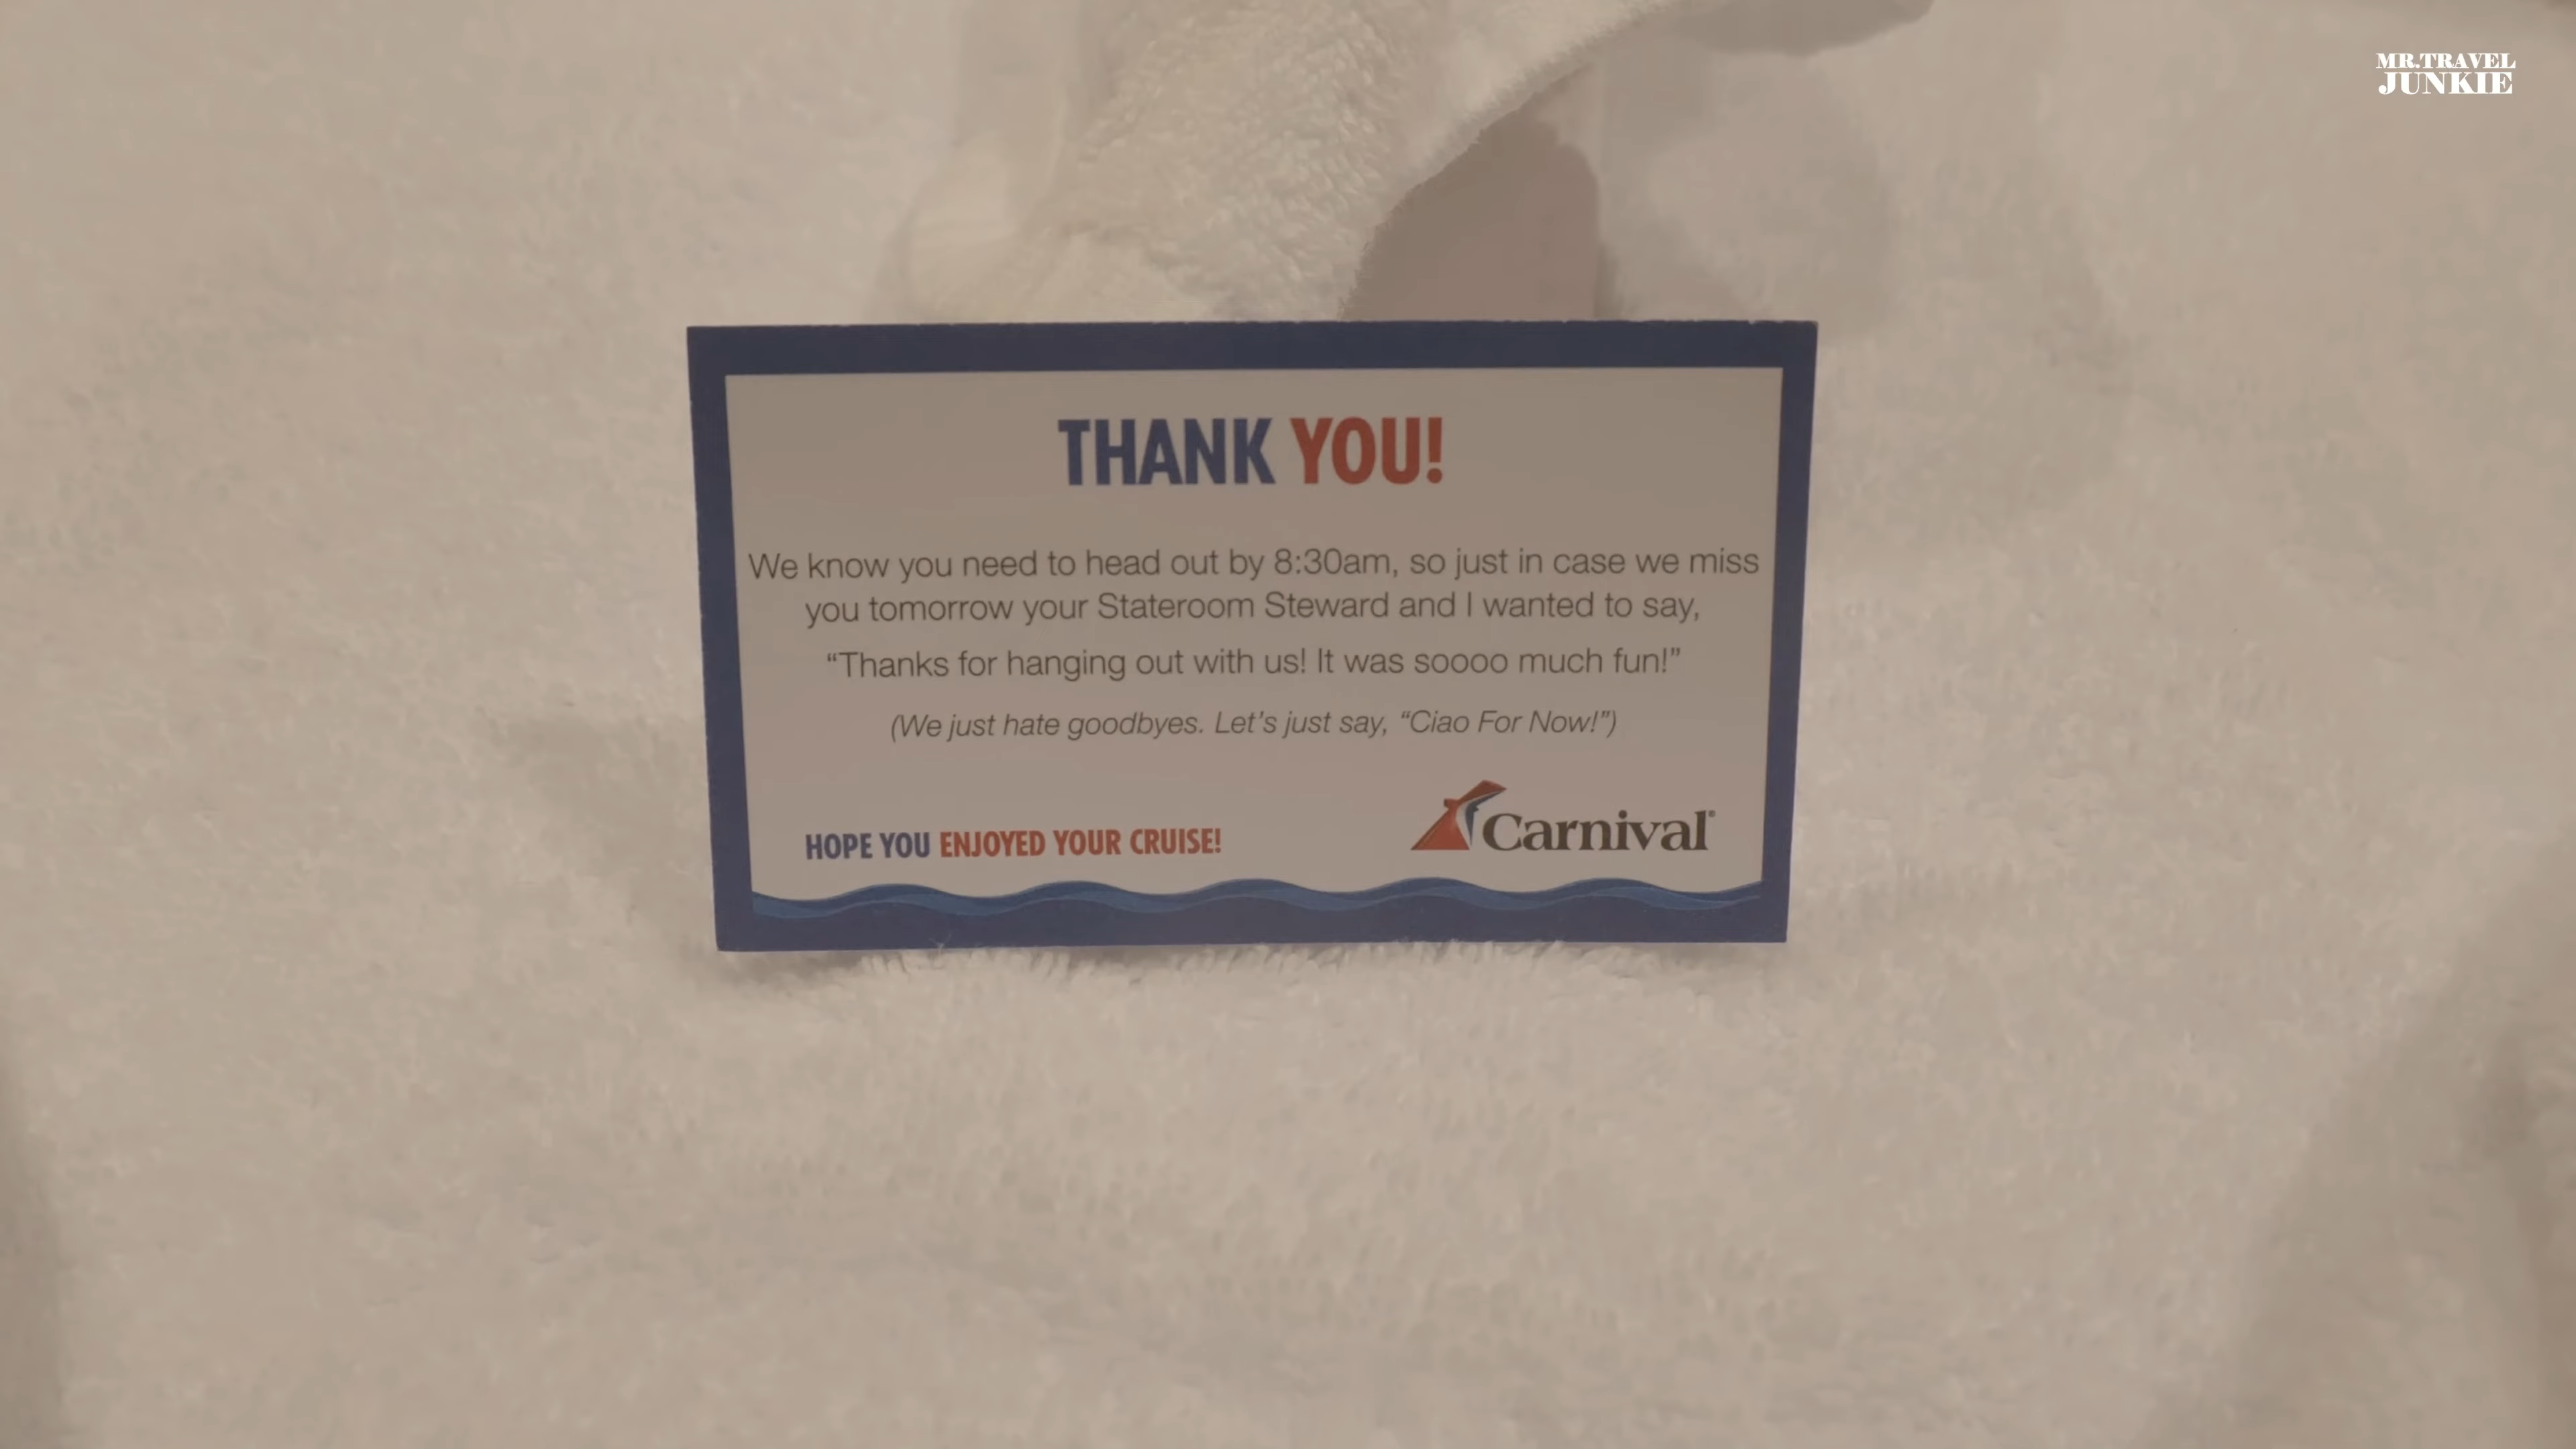 MR.TRAVEL
JUNKIE
THANK YOU!
We know you need to head out by 8:30am, so just in case we miss
you tomorrow your Stateroom Steward and I wanted to say,
“Thanks for hanging out with us! It was soooo much fun!”
(We just hate goodbyes. Let’s just say, “Ciao For Now!”)
HOPE YOU ENJOYED YOUR CRUISE!
Carnival®